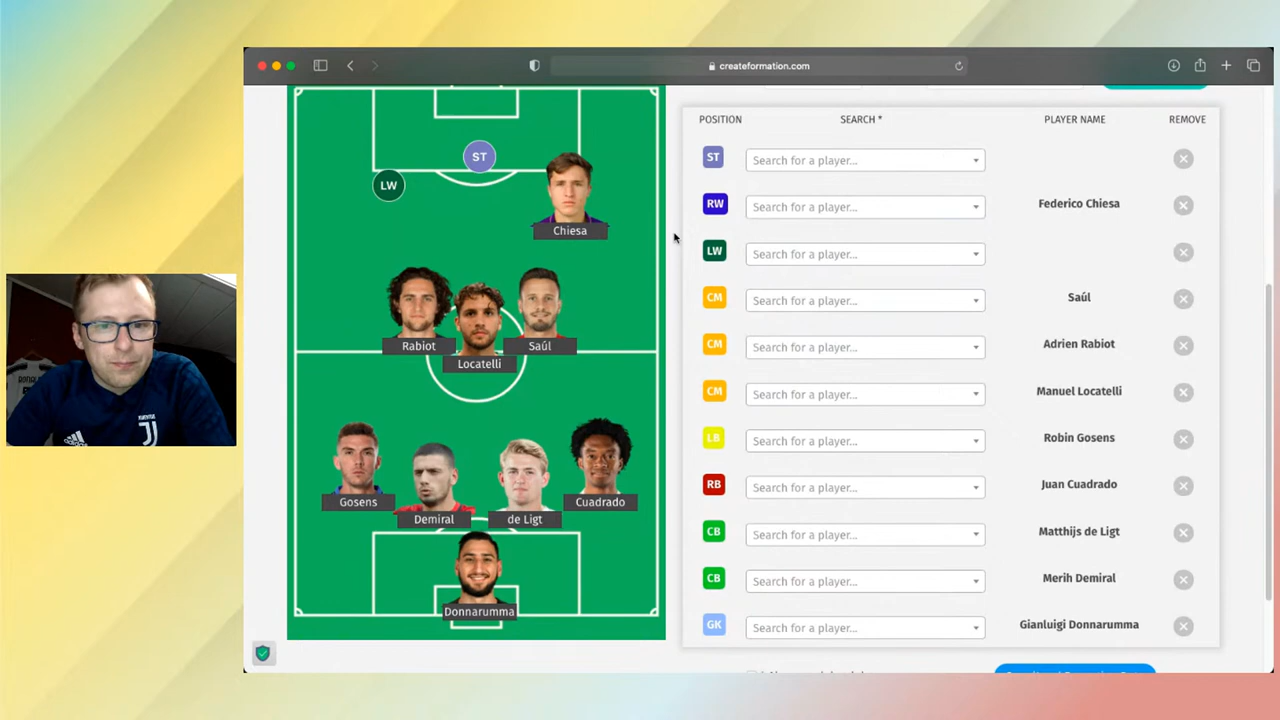 createformation.com
POSITION SEARCH * PLAYER NAME REMOVE
ST Search for a player...
RW Search for a player... Federico Chiesa
LW Search for a player...
CM Search for a player... Saúl
CM Search for a player... Adrien Rabiot
CM Search for a player... Manuel Locatelli
LB Search for a player... Robin Gosens
RB Search for a player... Juan Cuadrado
CB Search for a player... Matthijs de Ligt
CB Search for a player... Merih Demiral
GK Search for a player... Gianluigi Donnarumma
ST
LW
Chiesa
Rabiot
Saúl
Locatelli
Gosens
Cuadrado
Demiral
de Ligt
Donnarumma